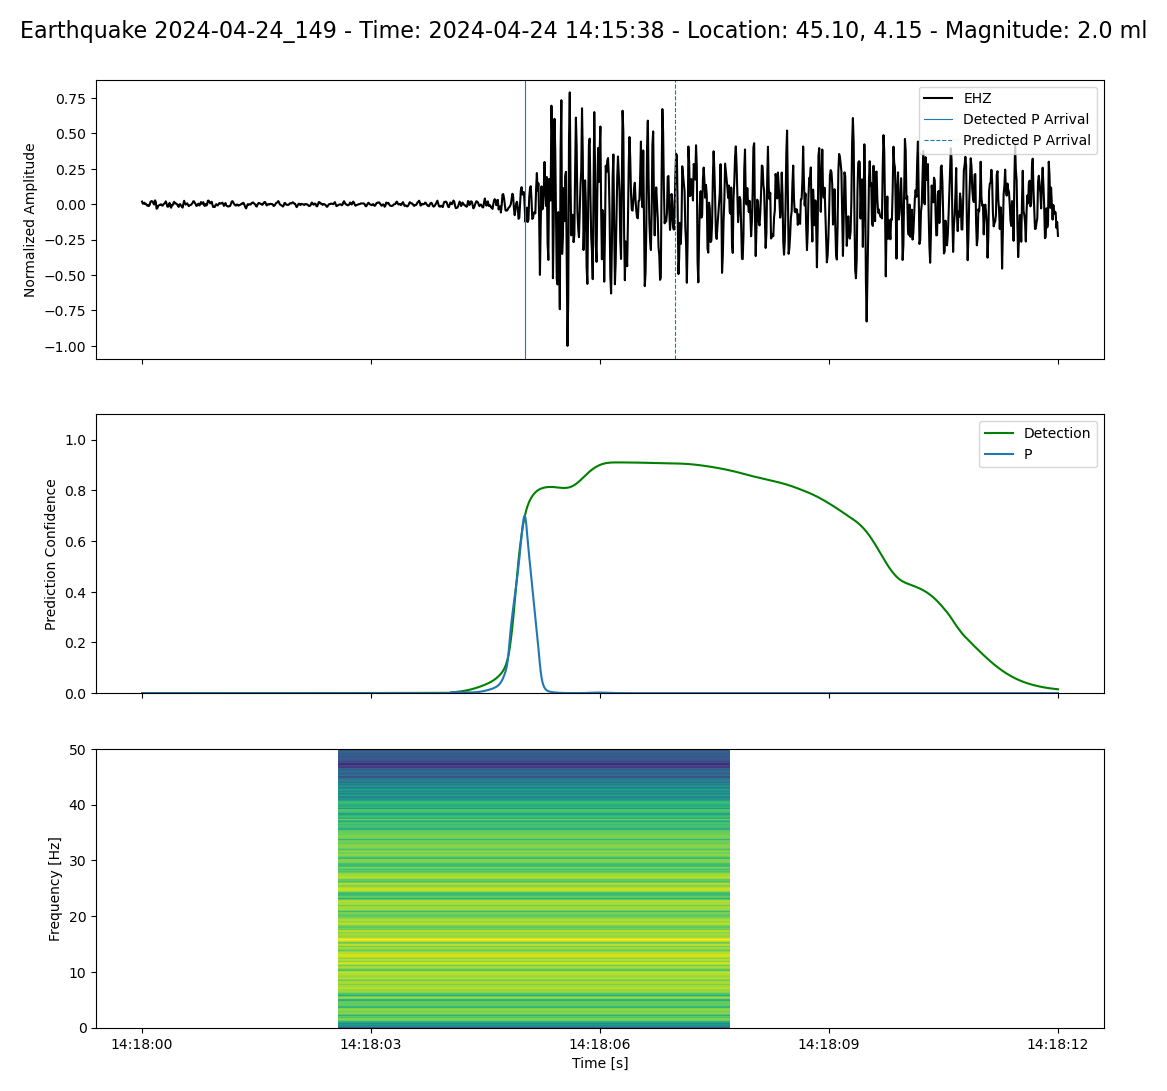 Earthquake 2024-04-24_149 - Time: 2024-04-24 14:15:38 - Location: 45.10, 4.15 - Magnitude: 2.0 ml
Normalized Amplitude
0.75
0.50
0.25
0.00
−0.25
−0.50
−0.75
−1.00
EHZ
Detected P Arrival
Predicted P Arrival
Prediction Confidence
1.0
0.8
0.6
0.4
0.2
0.0
Detection
P
Frequency [Hz]
50
40
30
20
10
0
14:18:00 14:18:03 14:18:06 14:18:09 14:18:12
Time [s]